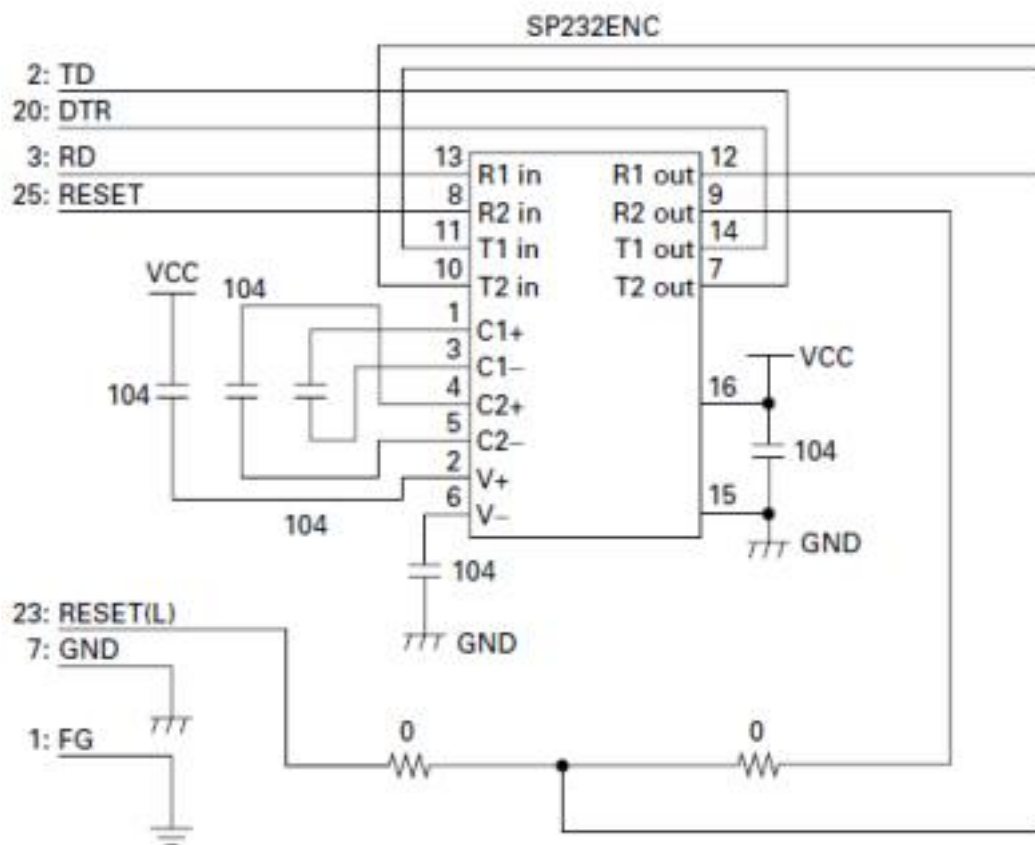 SP232ENC
2: TD
20: DTR
3: RD
25: RESET
13
R1 in
R1 out
12
8
R2 in
R2 out
9
11
T1 in
T1 out
14
10
T2 in
T2 out
7
VCC
104
104
1
C1+
3
C1–
4
C2+
5
C2–
2
V+
6
V–
104
16
VCC
104
15
GND
104
GND
23: RESET(L)
7: GND
1: FG
0
0